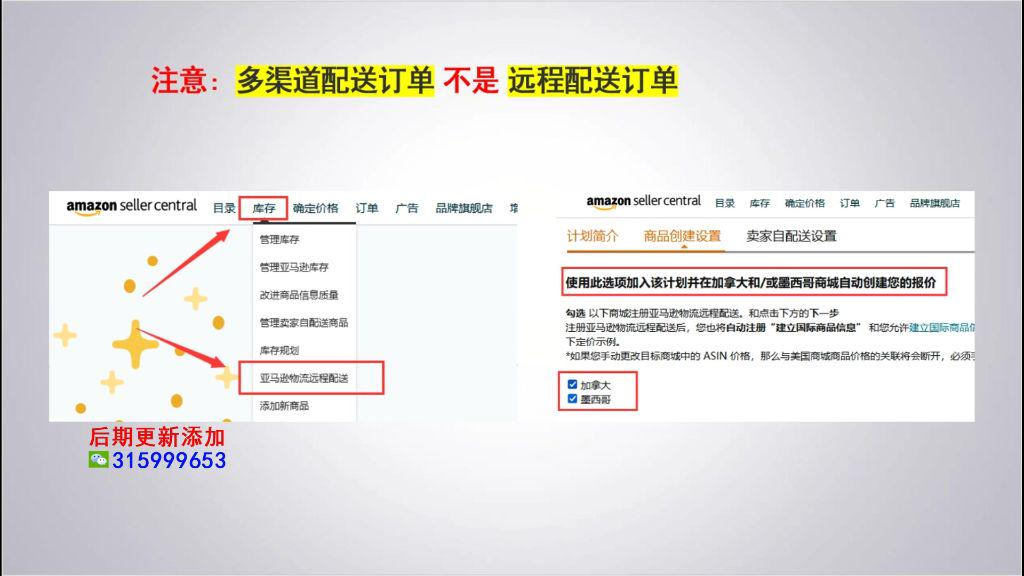 注意：多渠道配送订单 不是 远程配送订单
amazon seller central 目录 库存 确定价格 订单 广告 品牌旗舰店
管理库存
管理亚马逊库存
改进商品信息质量
管理卖家自配送商品
库存规划
亚马逊物流远程配送
添加新商品
后期更新添加
315999653
amazon seller central 目录 库存 确定价格 订单 广告 品牌旗舰店
计划简介 商品创建设置 卖家自配送设置
使用此选项加入该计划并在加拿大和/或墨西哥商城自动创建您的报价
勾选 以下商城注册亚马逊物流远程配送。和点击下方的下一步
注册亚马逊物流远程配送后，您也将自动注册“建立国际商品信息” 和您允许建立国际商品信
下定价示例。
*如果您手动更改目标商城中的 ASIN 价格，那么与美国商城商品价格的关联将会断开，必须
加拿大
墨西哥